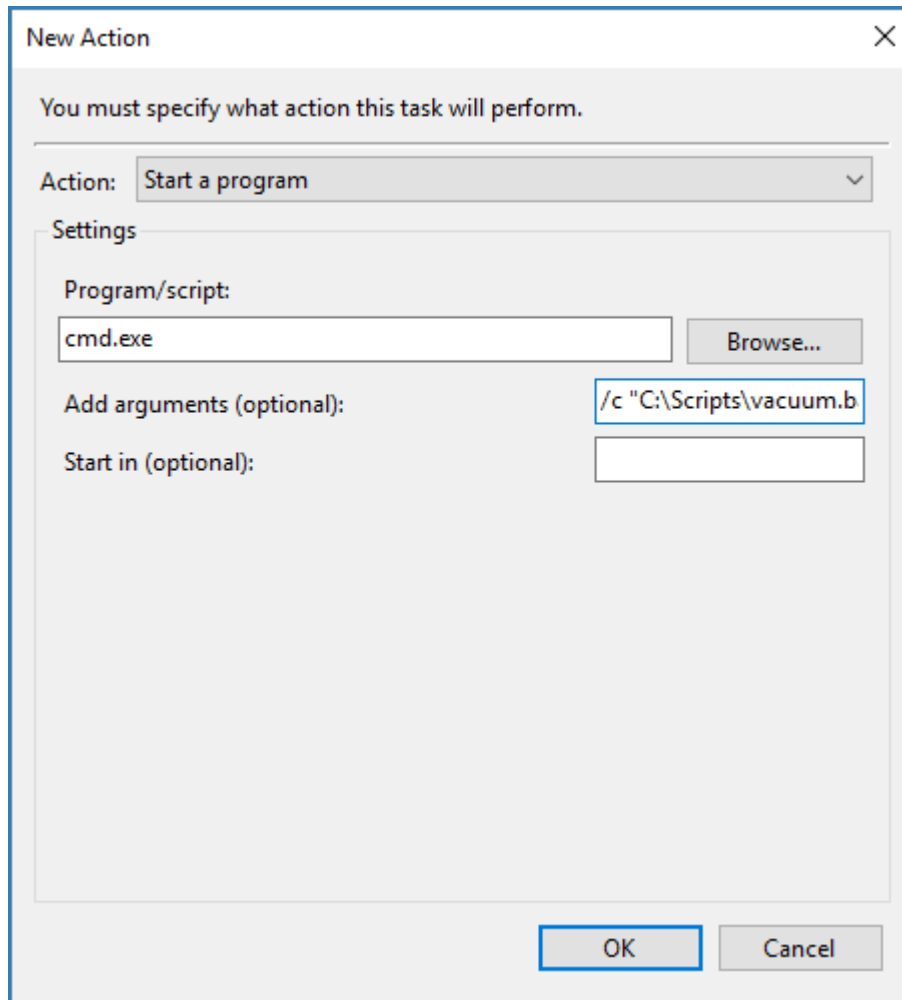 New Action
You must specify what action this task will perform.
Action: Start a program
Settings
Program/script:
cmd.exe Browse...
Add arguments (optional): /c "C:\Scripts\vacuum.b
Start in (optional):
OK Cancel